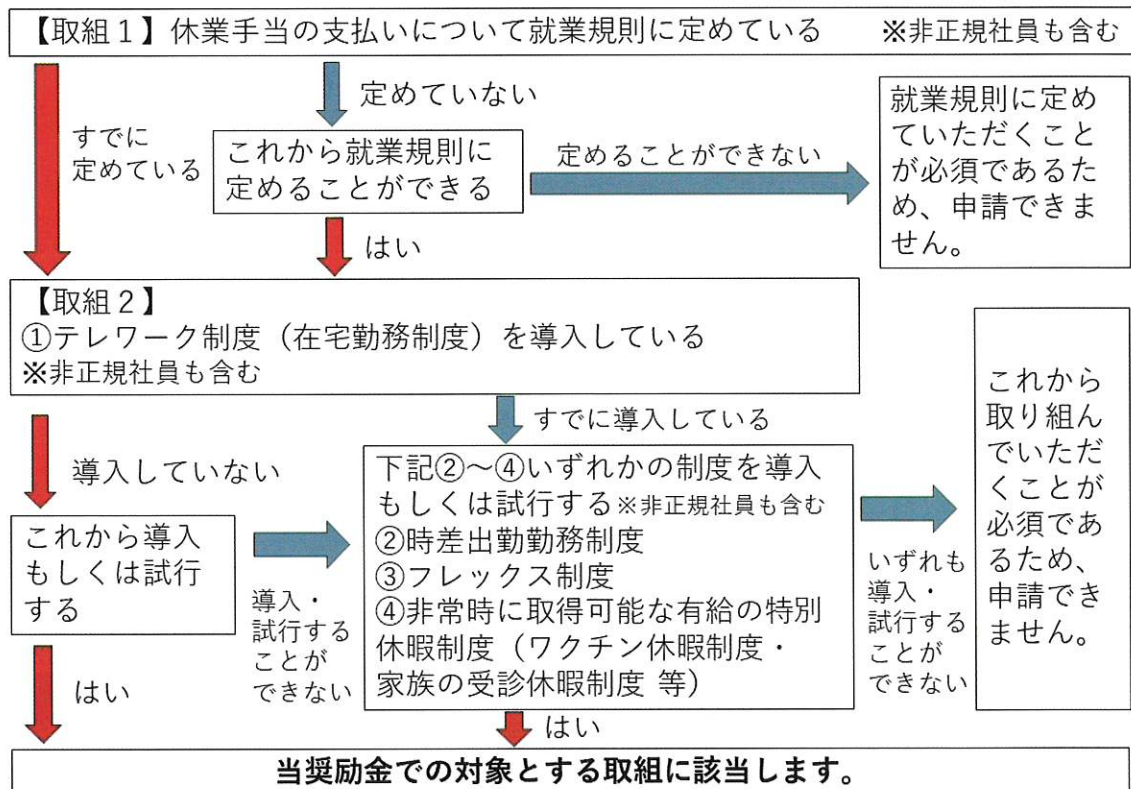 【取組１】休業手当の支払いについて就業規則に定めている　※非正規社員も含む
定めていない
すでに
定めている
これから就業規則に
定めることができる
定めることができない
就業規則に定め
ていただくこと
が必須であるた
め、申請できま
せん。
はい
【取組２】
①テレワーク制度（在宅勤務制度）を導入している
※非正規社員も含む
すでに導入している
導入していない
これから導入
もしくは試行
する
導入・
試行する
ことが
できない
下記②～④いずれかの制度を導入
もしくは試行する※非正規社員も含む
②時差出勤勤務制度
③フレックス制度
④非常時に取得可能な有給の特別
休暇制度（ワクチン休暇制度・
家族の受診休暇制度 等）
いずれも
導入・
試行する
ことが
できない
これから
取り組ん
でいただ
くことが
必須であ
るため、
申請でき
ません。
はい
はい
当奨励金での対象とする取組に該当します。